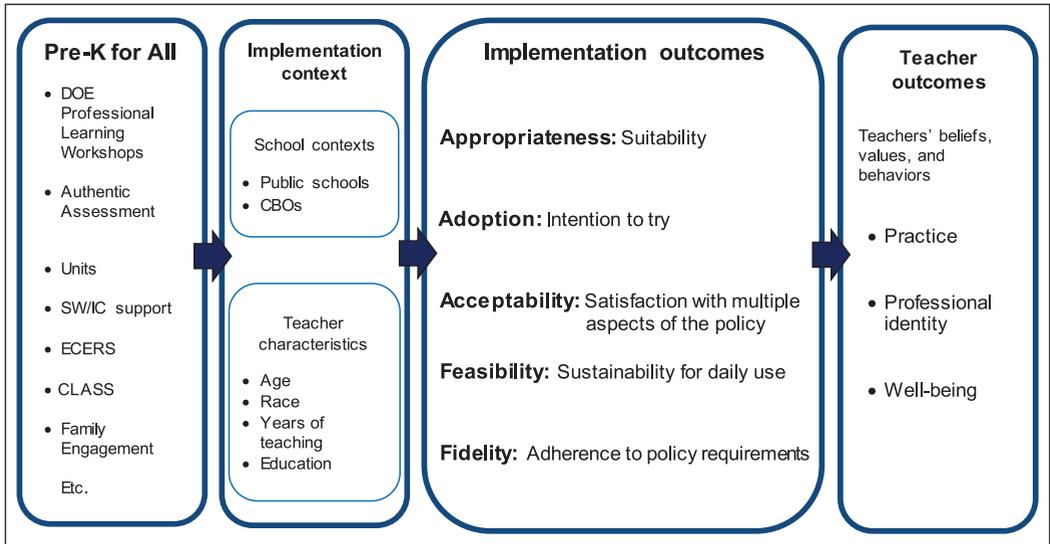 Pre-K for All
• DOE
Professional
Learning
Workshops
• Authentic
Assessment
• Units
• SW/IC support
• ECERS
• CLASS
• Family
Engagement
Etc.
Implementation
context
School contexts
• Public schools
• CBOs
Teacher
characteristics
• Age
• Race
• Years of
teaching
• Education
Implementation outcomes
Appropriateness: Suitability
Adoption: Intention to try
Acceptability: Satisfaction with multiple
aspects of the policy
Feasibility: Sustainability for daily use
Fidelity: Adherence to policy requirements
Teacher
outcomes
Teachers' beliefs,
values, and
behaviors
• Practice
• Professional
identity
• Well-being